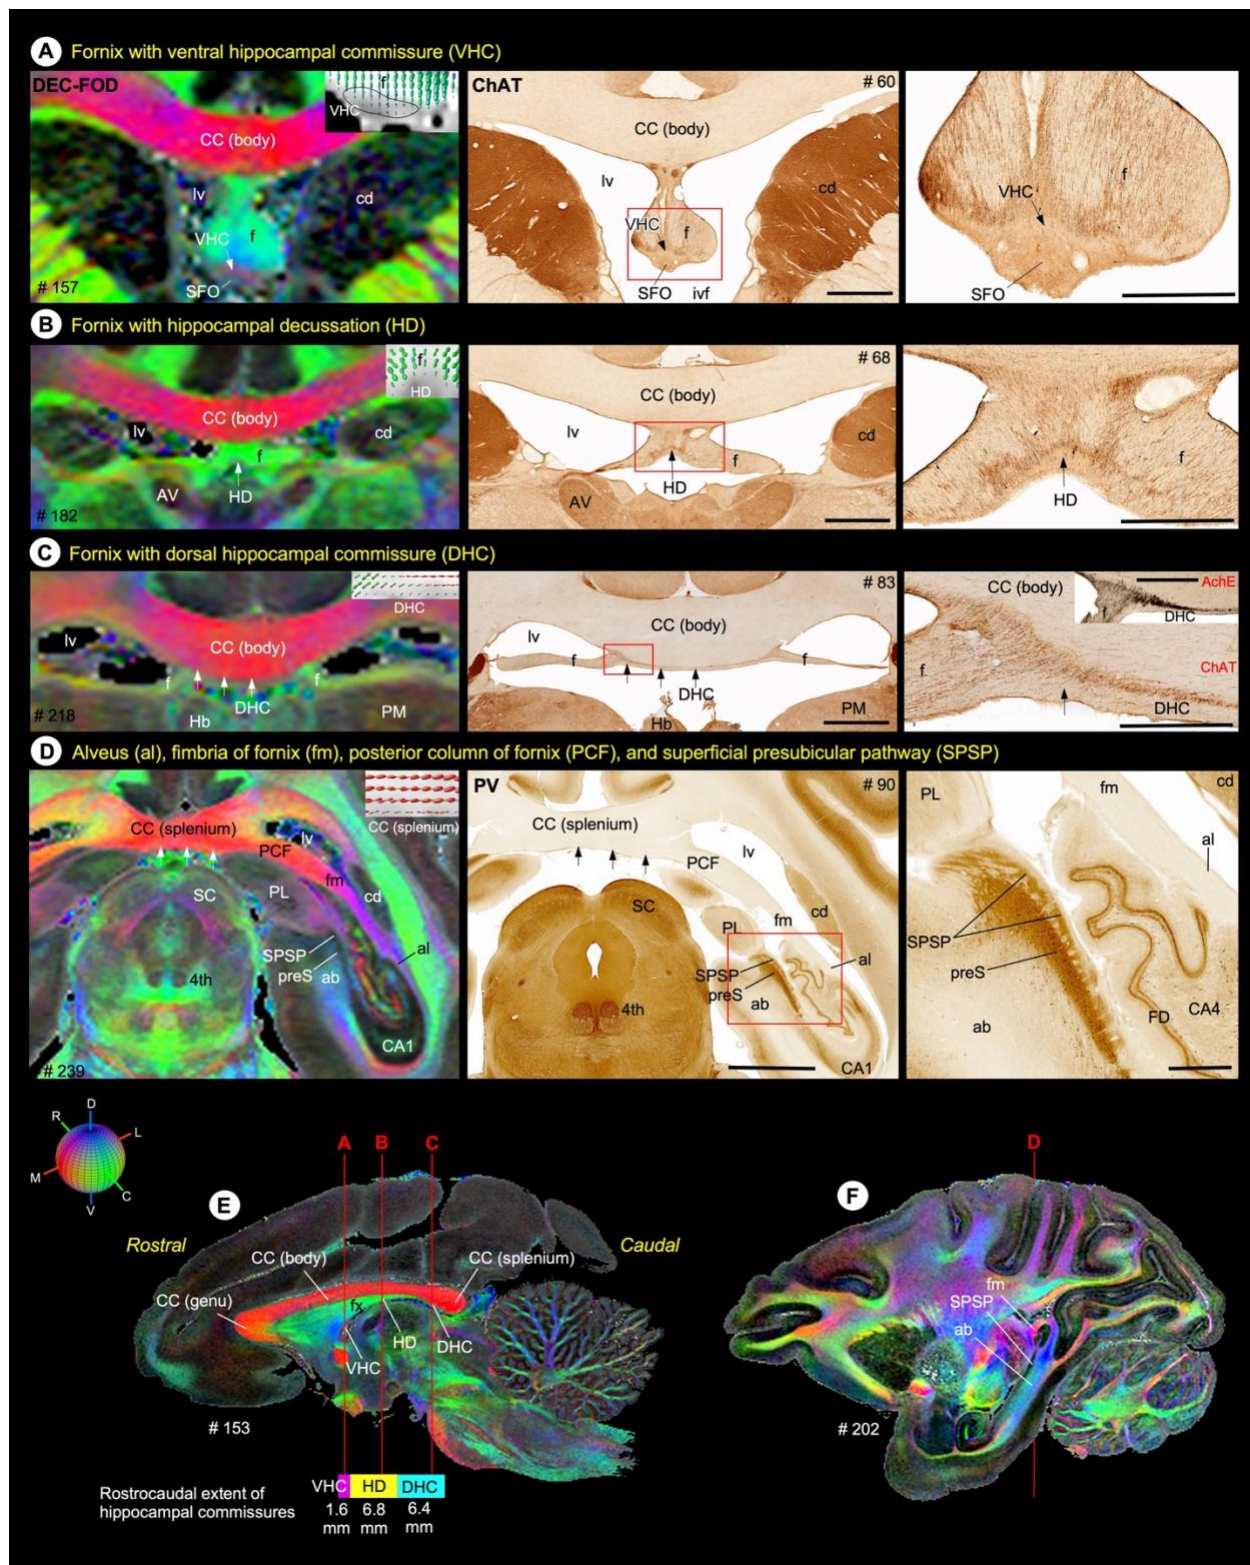 A Fornix with ventral hippocampal commissure (VHC)
DEC-FOD
f
VHC
CC (body)
lv
cd
VHC
f
SFO
# 157
ChAT
# 60
CC (body)
lv
cd
VHC
f
SFO
ivf
VHC
f
SFO
B Fornix with hippocampal decussation (HD)
f
HD
CC (body)
lv
cd
f
AV
HD
# 182
# 68
CC (body)
lv
cd
f
HD
AV
f
HD
C Fornix with dorsal hippocampal commissure (DHC)
DHC
lv
CC (body)
f
f
DHC
Hb
PM
# 218
# 83
CC (body)
lv
f
f
DHC
Hb
PM
CC (body)
AchE
f
DHC
f
ChAT
DHC
D Alveus (al), fimbria of fornix (fm), posterior column of fornix (PCF), and superficial presubicular pathway (SPSP)
CC (splenium)
CC (splenium)
lv
PCF
fm
SC
PL
cd
SPSP
al
preS
ab
4th
CA1
# 239
PV
# 90
CC (splenium)
lv
PCF
SC
fm
cd
PL
al
SPSP
preS
ab
4th
CA1
PL
fm
cd
al
SPSP
preS
CA4
FD
ab
D
R
L
M
C
V
A B C
E
Rostral
Caudal
CC (body)
CC (splenium)
CC (genu)
fx
HD
DHC
VHC
# 153
VHC HD DHC
Rostrocaudal extent of
hippocampal commissures
1.6 6.8 6.4
mm mm mm
D
F
fm
SPSP
ab
# 202